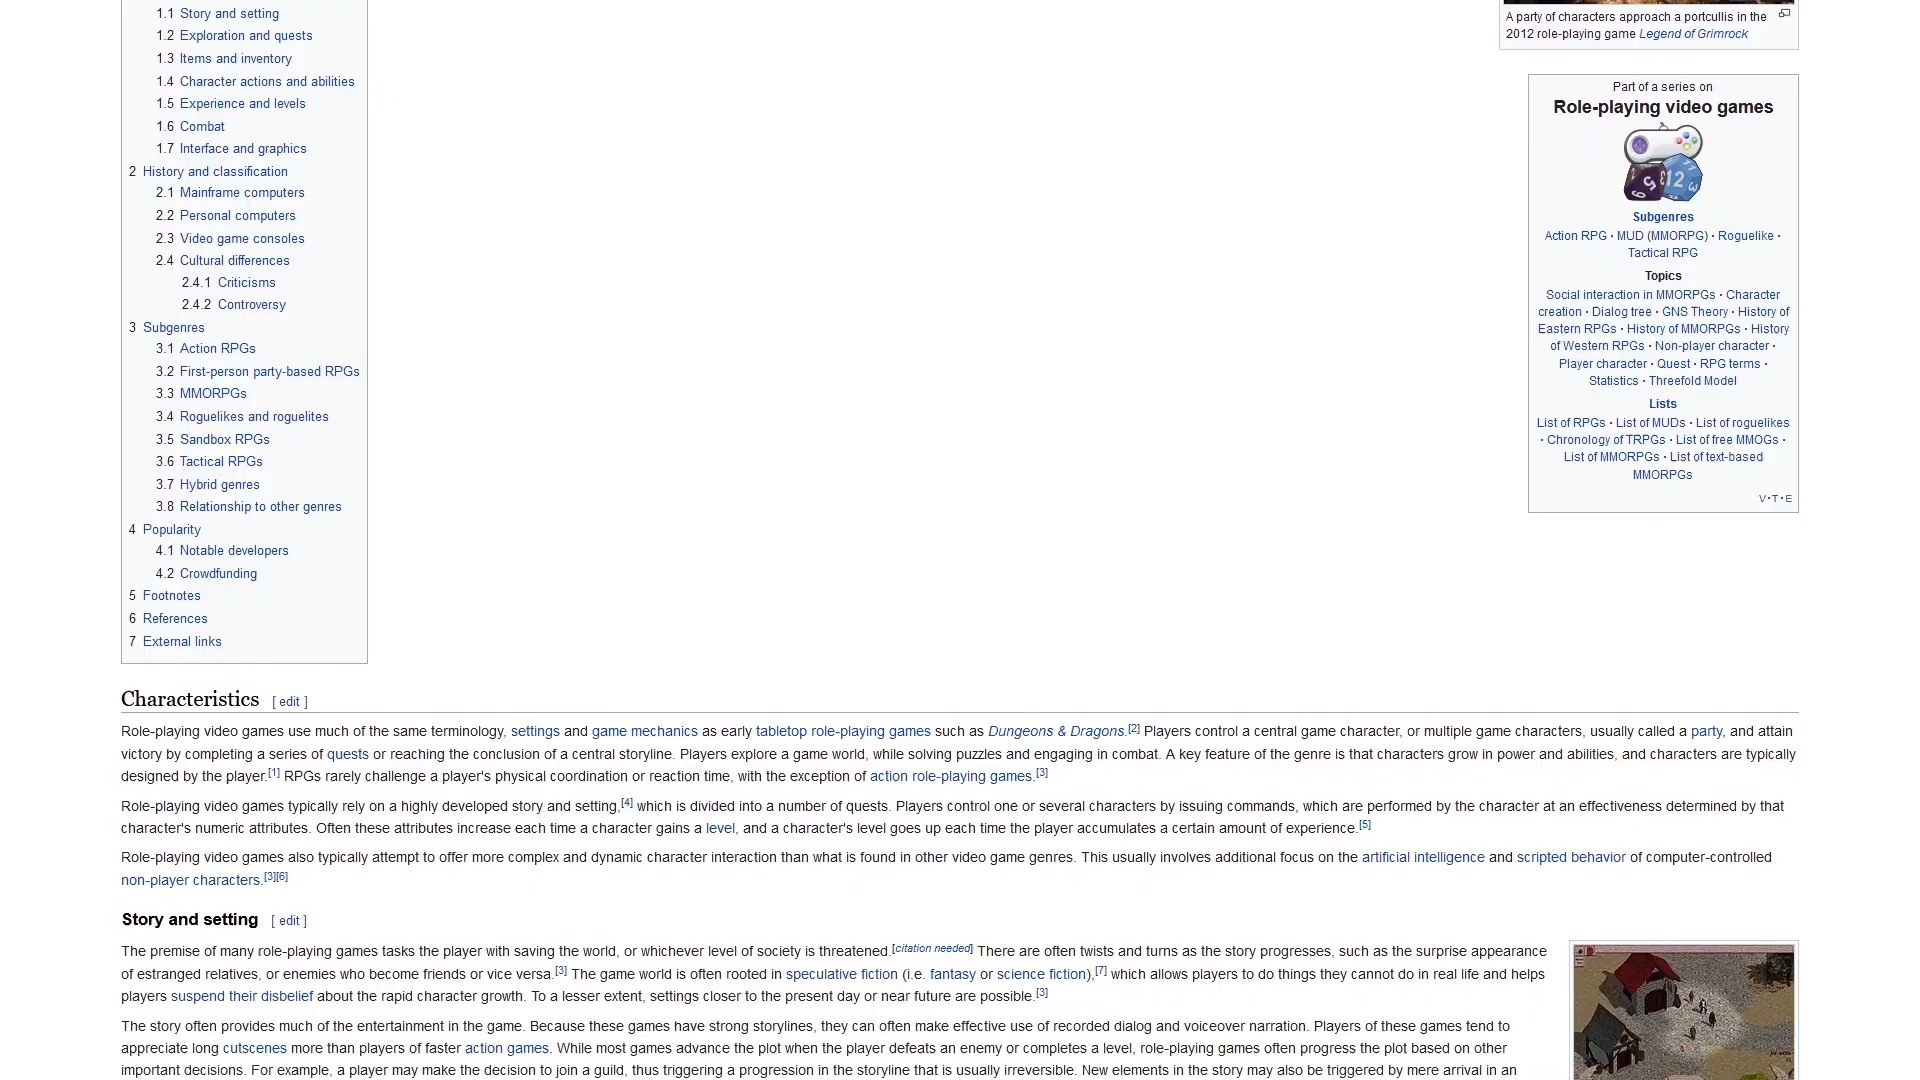 1.1 Story and setting
1.2 Exploration and quests
1.3 Items and inventory
1.4 Character actions and abilities
1.5 Experience and levels
1.6 Combat
1.7 Interface and graphics
2 History and classification
2.1 Mainframe computers
2.2 Personal computers
2.3 Video game consoles
2.4 Cultural differences
2.4.1 Criticisms
2.4.2 Controversy
3 Subgenres
3.1 Action RPGs
3.2 First-person party-based RPGs
3.3 MMORPGs
3.4 Roguelikes and roguelites
3.5 Sandbox RPGs
3.6 Tactical RPGs
3.7 Hybrid genres
3.8 Relationship to other genres
4 Popularity
4.1 Notable developers
4.2 Crowdfunding
5 Footnotes
6 References
7 External links
A party of characters approach a portcullis in the
2012 role-playing game Legend of Grimrock
Part of a series on
Role-playing video games
5
12
Subgenres
Action RPG · MUD (MMORPG) · Roguelike ·
Tactical RPG
Topics
Social interaction in MMORPGs · Character
creation · Dialog tree · GNS Theory · History of
Eastern RPGs · History of MMORPGs · History
of Western RPGs · Non-player character ·
Player character · Quest · RPG terms ·
Statistics · Threefold Model
Lists
List of RPGs · List of MUDs · List of roguelikes
· Chronology of TRPGs · List of free MMOGs ·
List of MMORPGs · List of text-based
MMORPGs
V·T·E
Characteristics [ edit ]
Role-playing video games use much of the same terminology, settings and game mechanics as early tabletop role-playing games such as Dungeons & Dragons.[2] Players control a central game character, or multiple game characters, usually called a party, and attain
victory by completing a series of quests or reaching the conclusion of a central storyline. Players explore a game world, while solving puzzles and engaging in combat. A key feature of the genre is that characters grow in power and abilities, and characters are typically
designed by the player.[1] RPGs rarely challenge a player's physical coordination or reaction time, with the exception of action role-playing games.[3]
Role-playing video games typically rely on a highly developed story and setting,[4] which is divided into a number of quests. Players control one or several characters by issuing commands, which are performed by the character at an effectiveness determined by that
character's numeric attributes. Often these attributes increase each time a character gains a level, and a character's level goes up each time the player accumulates a certain amount of experience.[5]
Role-playing video games also typically attempt to offer more complex and dynamic character interaction than what is found in other video game genres. This usually involves additional focus on the artificial intelligence and scripted behavior of computer-controlled
non-player characters.[3][6]
Story and setting [ edit ]
The premise of many role-playing games tasks the player with saving the world, or whichever level of society is threatened.[citation needed] There are often twists and turns as the story progresses, such as the surprise appearance
of estranged relatives, or enemies who become friends or vice versa.[3] The game world is often rooted in speculative fiction (i.e. fantasy or science fiction),[7] which allows players to do things they cannot do in real life and helps
players suspend their disbelief about the rapid character growth. To a lesser extent, settings closer to the present day or near future are possible.[3]
The story often provides much of the entertainment in the game. Because these games have strong storylines, they can often make effective use of recorded dialog and voiceover narration. Players of these games tend to
appreciate long cutscenes more than players of faster action games. While most games advance the plot when the player defeats an enemy or completes a level, role-playing games often progress the plot based on other
important decisions. For example, a player may make the decision to join a guild, thus triggering a progression in the storyline that is usually irreversible. New elements in the story may also be triggered by mere arrival in an